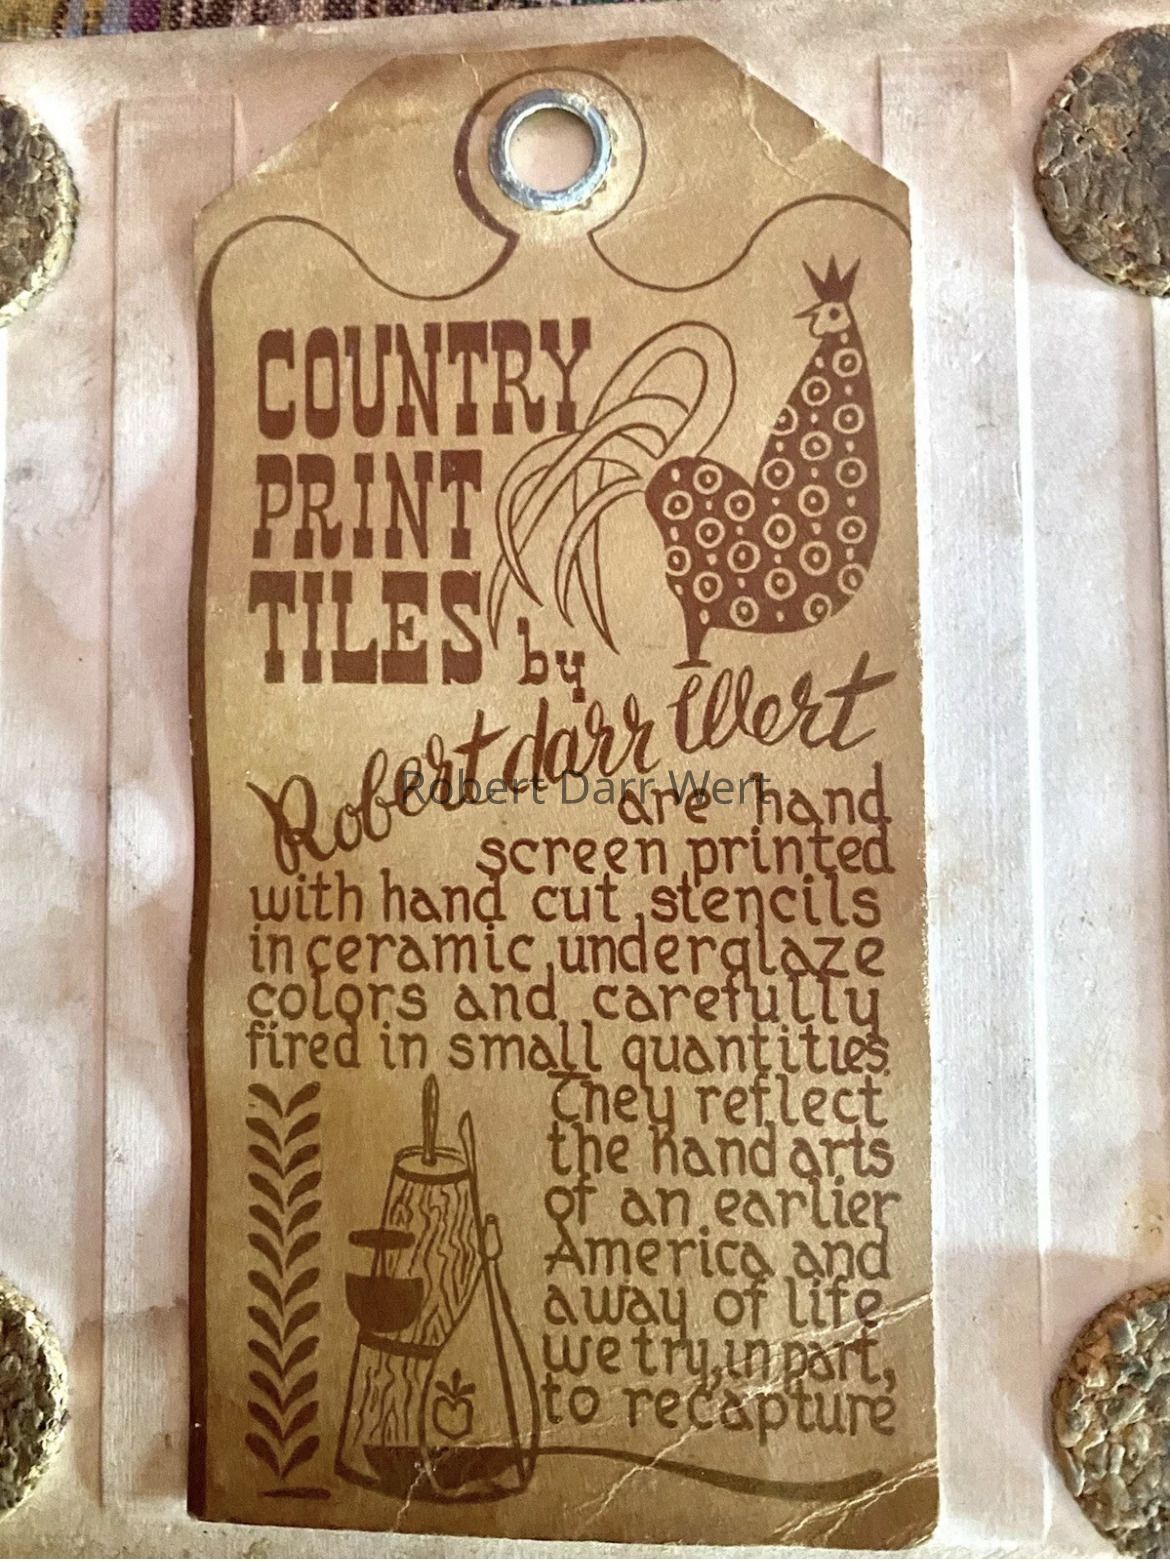 COUNTRY
PRINT
TILES by
Robert darr Wert
Robert Darr Wert
are hand
screen printed
with hand cut stencils
in ceramic underglaze
colors and carefully
fired in small quantities.
They reflect
the hand arts
of an earlier
America and
away of life
we try, in part,
to recapture